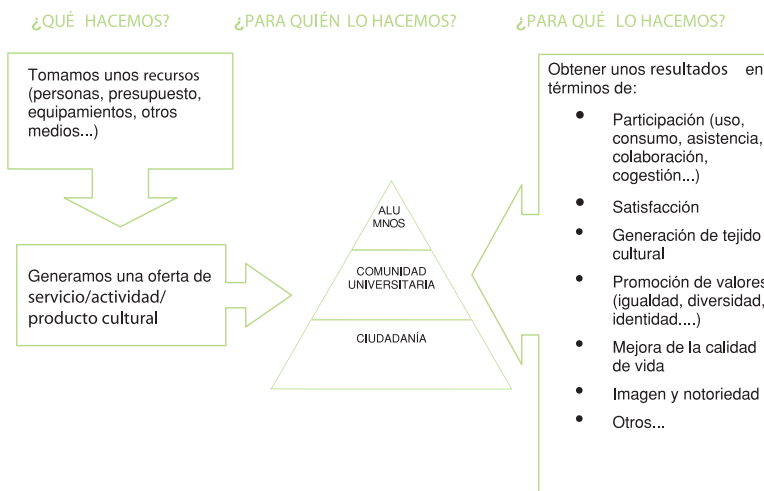 ¿QUÉ HACEMOS?
¿PARA QUIÉN LO HACEMOS?
¿PARA QUÉ LO HACEMOS?
Tomamos unos recursos
(personas, presupuesto,
equipamientos, otros
medios...)
Generamos una oferta de
servicio/actividad/
producto cultural
ALU
MNOS
COMUNIDAD
UNIVERSITARIA
CIUDADANÍA
Obtener unos resultados en
términos de:
• Participación (uso,
consumo, asistencia,
colaboración,
cogestión...)
• Satisfacción
• Generación de tejido
cultural
• Promoción de valores
(igualdad, diversidad,
identidad....)
• Mejora de la calidad
de vida
• Imagen y notoriedad
• Otros...